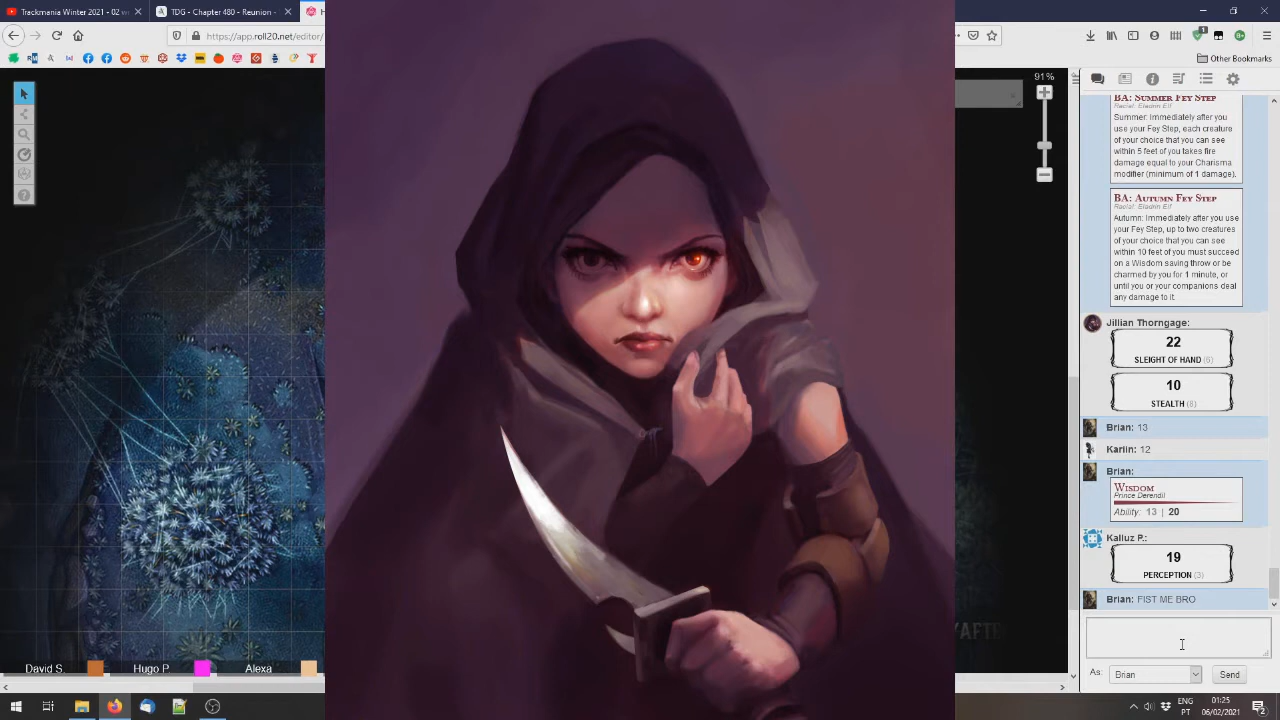 Trackmania Winter 2021 - 02
TDG - Chapter 480 - Reunion -
https://app.roll20.net/editor/
Other Bookmarks
91%
BA: Summer Fey Step
Racial: Eladrin Elf
Summer: Immediately after you
use your Fey Step, each creature
of your choice that you can see
within 5 feet of you takes fire
damage equal to your Charisma
modifier (minimum of 1 damage).
BA: Autumn Fey Step
Racial: Eladrin Elf
Autumn: Immediately after you use
your Fey Step, up to two creatures
of your choice that you can see
within 10 feet of you must succeed
on a Wisdom saving throw or be
charmed by you for 1 minute, or
until you or your companions deal
any damage to it.
Jillian Thorngage:
22
SLEIGHT OF HAND (6)
10
STEALTH (8)
Brian: 13
Kariin: 12
Brian:
Wisdom
Prince Derendil
Ability: 13 | 20
Kalluz P.:
19
PERCEPTION (3)
Brian: FIST ME BRO
As: Brian
Send
David S.
Hugo P.
Alexa
ENG
PT
01:25
06/02/2021